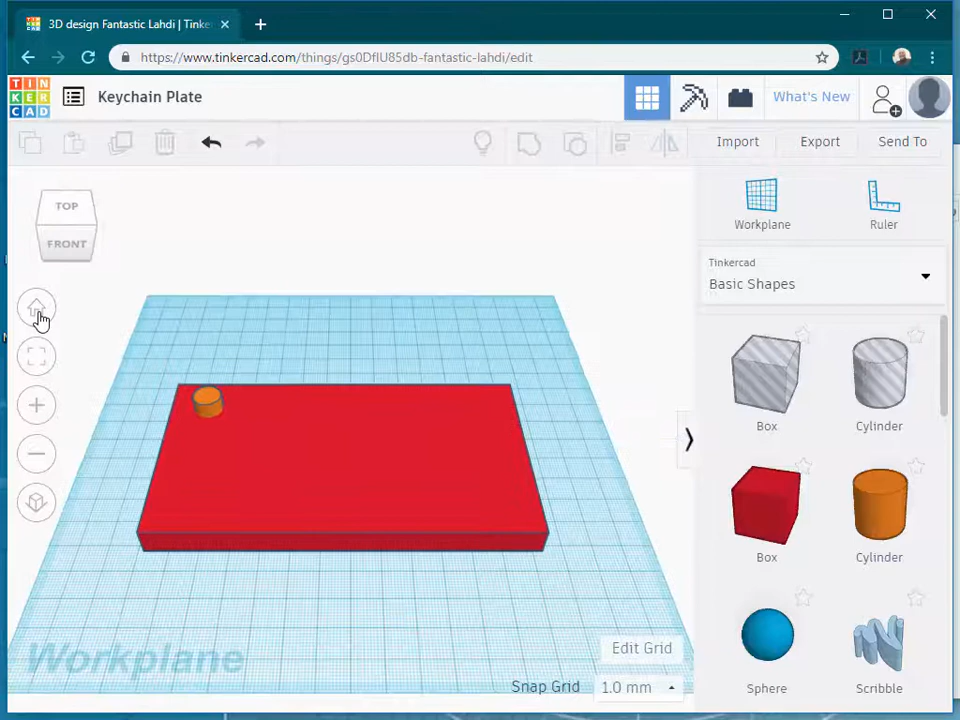 3D design Fantastic Lahdi | Tinke
https://www.tinkercad.com/things/gs0DflU85db-fantastic-lahdi/edit
TIN
KER
CAD
Keychain Plate
What's New
Import
Export
Send To
TOP
FRONT
Workplane
Ruler
Tinkercad
Basic Shapes
Box
Cylinder
Box
Cylinder
Sphere
Scribble
Workplane
Edit Grid
Snap Grid
1.0 mm